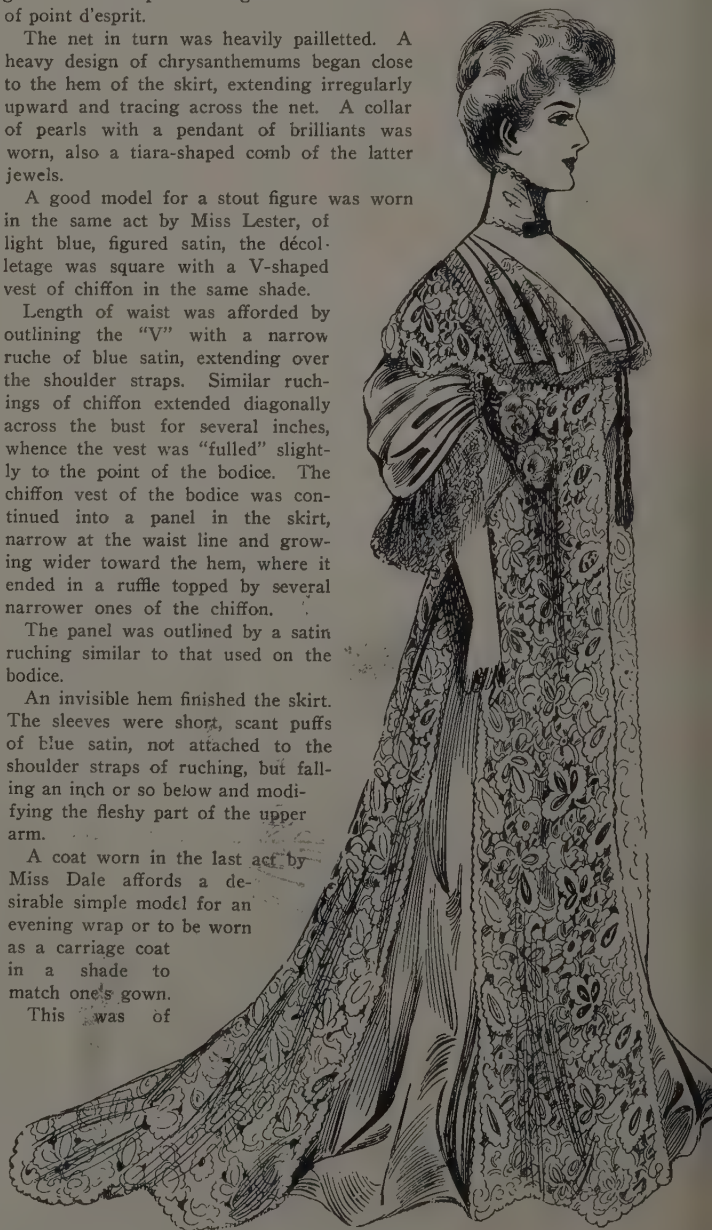 of point d'esprit.
The net in turn was heavily pailletted. A
heavy design of chrysanthemums began close
to the hem of the skirt, extending irregularly
upward and tracing across the net. A collar
of pearls with a pendant of brilliants was
worn, also a tiara-shaped comb of the latter
jewels.
A good model for a stout figure was worn
in the same act by Miss Lester, of
light blue, figured satin, the décol-
letage was square with a V-shaped
vest of chiffon in the same shade.
Length of waist was afforded by
outlining the "V" with a narrow
ruche of blue satin, extending over
the shoulder straps. Similar ruch-
ings of chiffon extended diagonally
across the bust for several inches,
whence the vest was "fulled" slight-
ly to the point of the bodice. The
chiffon vest of the bodice was con-
tinued into a panel in the skirt,
narrow at the waist line and grow-
ing wider toward the hem, where it
ended in a ruffle topped by several
narrower ones of the chiffon.
The panel was outlined by a satin
ruching similar to that used on the
bodice.
An invisible hem finished the skirt.
The sleeves were short, scant puffs
of blue satin, not attached to the
shoulder straps of ruching, but fall-
ing an inch or so below and modi-
fying the fleshy part of the upper
arm.
A coat worn in the last act by
Miss Dale affords a de-
sirable simple model for an
evening wrap or to be worn
as a carriage coat
in a shade to
match one's gown.
This was of